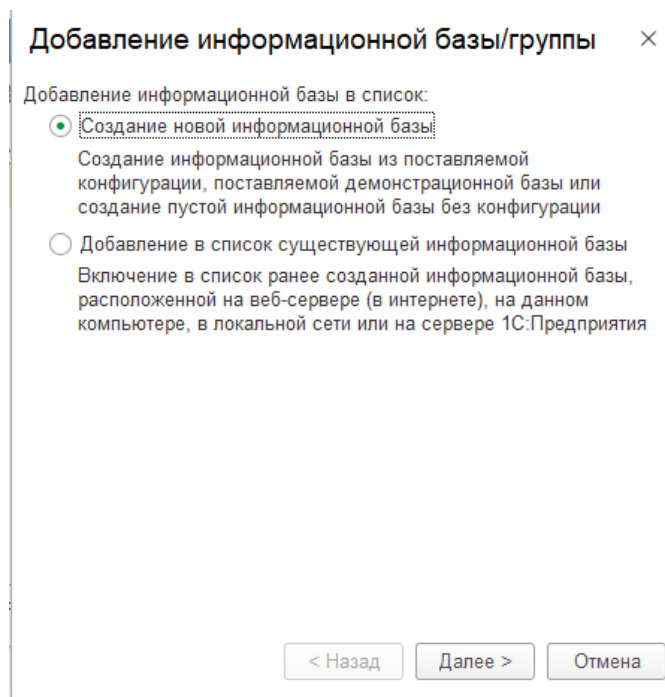 Добавление информационной базы/группы
Добавление информационной базы в список:
Создание новой информационной базы
Создание информационной базы из поставляемой
конфигурации, поставляемой демонстрационной базы или
создание пустой информационной базы без конфигурации
Добавление в список существующей информационной базы
Включение в список ранее созданной информационной базы,
расположенной на веб-сервере (в интернете), на данном
компьютере, в локальной сети или на сервере 1С:Предприятия
< Назад Далее > Отмена